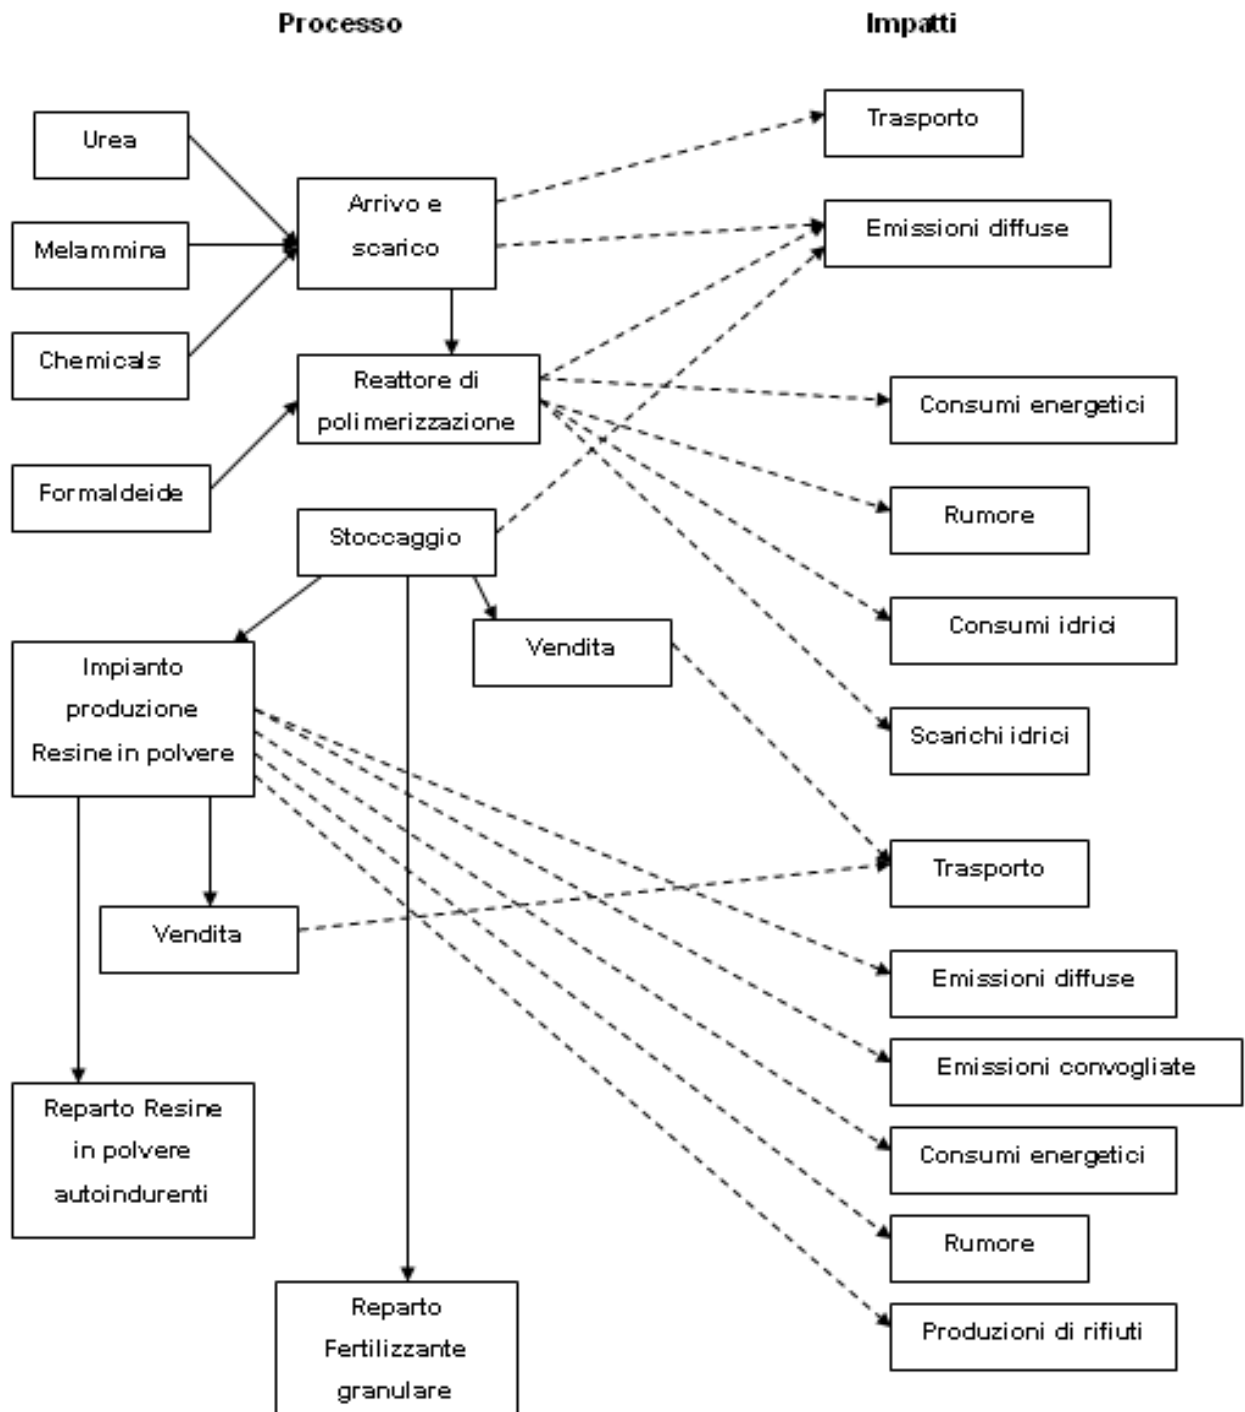 Processo
Impatti
Urea
Melammina
Chemicals
Formaldeide
Arrivo e
scarico
Reattore di
polimerizzazione
Stoccaggio
Vendita
Impianto
produzione
Resine in polvere
Vendita
Reparto Resine
in polvere
autoindurenti
Reparto
Fertilizzante
granulare
Trasporto
Emissioni diffuse
Consumi energetici
Rumore
Consumi idrici
Scarichi idrici
Trasporto
Emissioni diffuse
Emissioni convogliate
Consumi energetici
Rumore
Produzioni di rifiuti